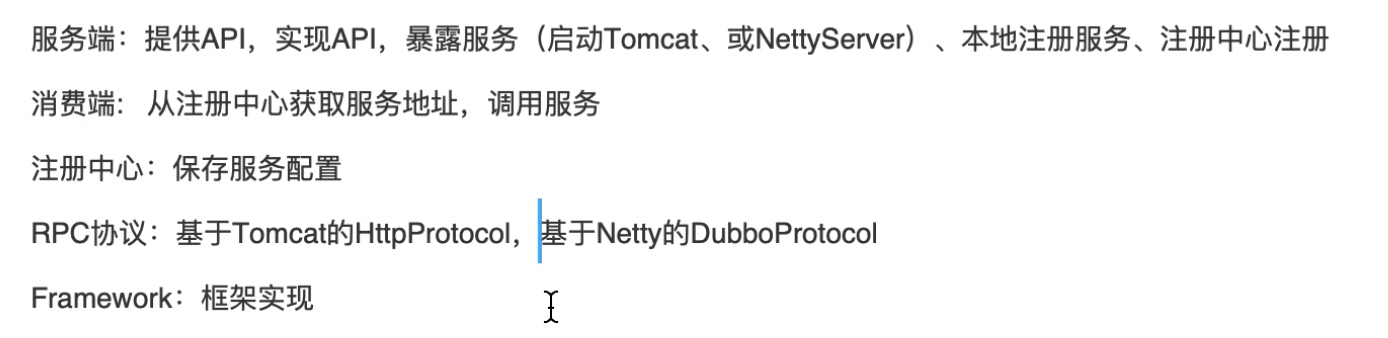 服务端：提供API，实现API，暴露服务（启动Tomcat、或NettyServer）、本地注册服务、注册中心注册
消费端： 从注册中心获取服务地址，调用服务
注册中心：保存服务配置
RPC协议：基于Tomcat的HttpProtocol，基于Netty的DubboProtocol
Framework：框架实现